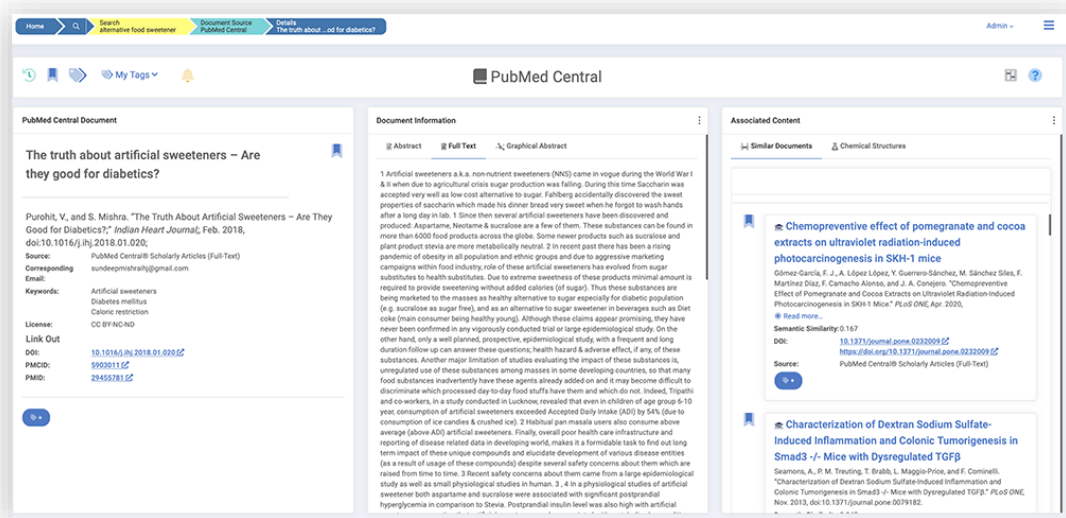 Home
Search
alternative food sweetener
Document Source
PubMed Central
Details
The truth about ...od for diabetes?
Admin
My Tags
PubMed Central
PubMed Central Document
The truth about artificial sweeteners – Are
they good for diabetics?
Purohit, V., and S. Mishra. “The Truth About Artificial Sweeteners – Are They
Good for Diabetics?;” Indian Heart Journal;, Feb. 2018,
doi:10.1016/j.ihj.2018.01.020;
Source: PubMed Central® Scholarly Articles (Full-Text)
Corresponding sundeepmishraihj@gmail.com
Email:
Keywords: Artificial sweeteners
Diabetes mellitus
Caloric restriction
License: CC BY-NC-ND
Link Out
DOI: 10.1016/j.ihj.2018.01.020
PMCID: 5903011
PMID: 29455781
Document Information
Abstract Full Text Graphical Abstract
1 Artificial sweeteners a.k.a. non-nutrient sweeteners (NNS) came in vogue during the World War I
& II when due to agricultural crisis sugar production was falling. During this time Saccharin was
accepted very well as low cost alternative to sugar. Fahlberg accidentally discovered the sweet
properties of saccharin which made his dinner bread very sweet when he forgot to wash hands
after a long day in lab. 1 Since then several artificial sweeteners have been discovered and
produced: Aspartame, Neotame & sucralose are a few of them. These substances can be found in
more than 6000 food products across the globe. Some newer products such as sucralose and
plant product stevia are more metabolically neutral. 2 In recent past there has been a rising
pandemic of obesity in all population and ethnic groups and due to aggressive marketing
campaigns within food industry, role of these artificial sweeteners has evolved from sugar
substitutes to health substitutes. Due to extreme sweetness of these products minimal amount is
required to provide sweetening without added calories (of sugar). Thus these substances are
being marketed to the masses as healthy alternative to sugar especially for diabetic population
(e.g. sucralose as sugar free), and as an alternative to sugar sweetener in beverages such as Diet
coke (main consumer being healthy young). Although these claims appear promising, they have
never been confirmed in any vigorously conducted trial or large epidemiological study. On the
other hand, only a well planned, prospective, epidemiological study, with a frequent and long
duration follow up can answer these questions; health hazard & adverse effect, if any, of these
substances. Another major limitation of studies evaluating the impact of these substances is,
unregulated use of these substances among masses in some developing countries, so that many
food substances inadvertently have these agents already added on and it may become difficult to
discriminate which processed day-to-day food stuffs have them and which do not. Indeed, Tripathi
and co-workers, in a study conducted in Lucknow, revealed that even in children of age group 6-10
year, consumption of artificial sweeteners exceeded Accepted Daily Intake (ADI) by 54% (due to
consumption of ice-candies & crushed ice). 2 Habitual pan masala users also consume above
average (above ADI) artificial sweeteners. Finally, overall poor health care infrastructure and
reporting of disease related data in developing world, makes it a formidable task to find out long
term impact of these unique compounds and elucidate development of various disease entities
(as a result of usage of these compounds) despite several safety concerns about them which are
raised from time to time. 3 Recent safety concerns about them came from a large epidemiological
study as well as small physiological studies in human. 3 , 4 In a physiological studies of artificial
sweetener both aspartame and sucralose were associated with significant postprandial
hyperglycemia in comparison to Stevia. Postprandial insulin level was also high with artificial
Associated Content
Similar Documents Chemical Structures
Chemopreventive effect of pomegranate and cocoa
extracts on ultraviolet radiation-induced
photocarcinogenesis in SKH-1 mice
Gómez-García, F. J., A. López López, Y. Guerrero-Sánchez, M. Sánchez Siles, F.
Martínez Díaz, F. Camacho Alonso, and J. A. Conejero. “Chemopreventive
Effect of Pomegranate and Cocoa Extracts on Ultraviolet Radiation-Induced
Photocarcinogenesis in SKH-1 Mice.” PLoS ONE, Apr. 2020,
Read more...
Semantic Similarity: 0.167
DOI: 10.1371/journal.pone.0232009
https://doi.org/10.1371/journal.pone.0232009
Source: PubMed Central® Scholarly Articles (Full-Text)
Characterization of Dextran Sodium Sulfate-
Induced Inflammation and Colonic Tumorigenesis in
Smad3 -/- Mice with Dysregulated TGFβ
Seamons, A., P. M. Treuting, T. Brabb, L. Maggio-Price, and F. Cominelli.
“Characterization of Dextran Sodium Sulfate-Induced Inflammation and
Colonic Tumorigenesis in Smad3 -/- Mice with Dysregulated TGFβ.” PLoS ONE,
Nov. 2013, doi:10.1371/journal.pone.0079182.